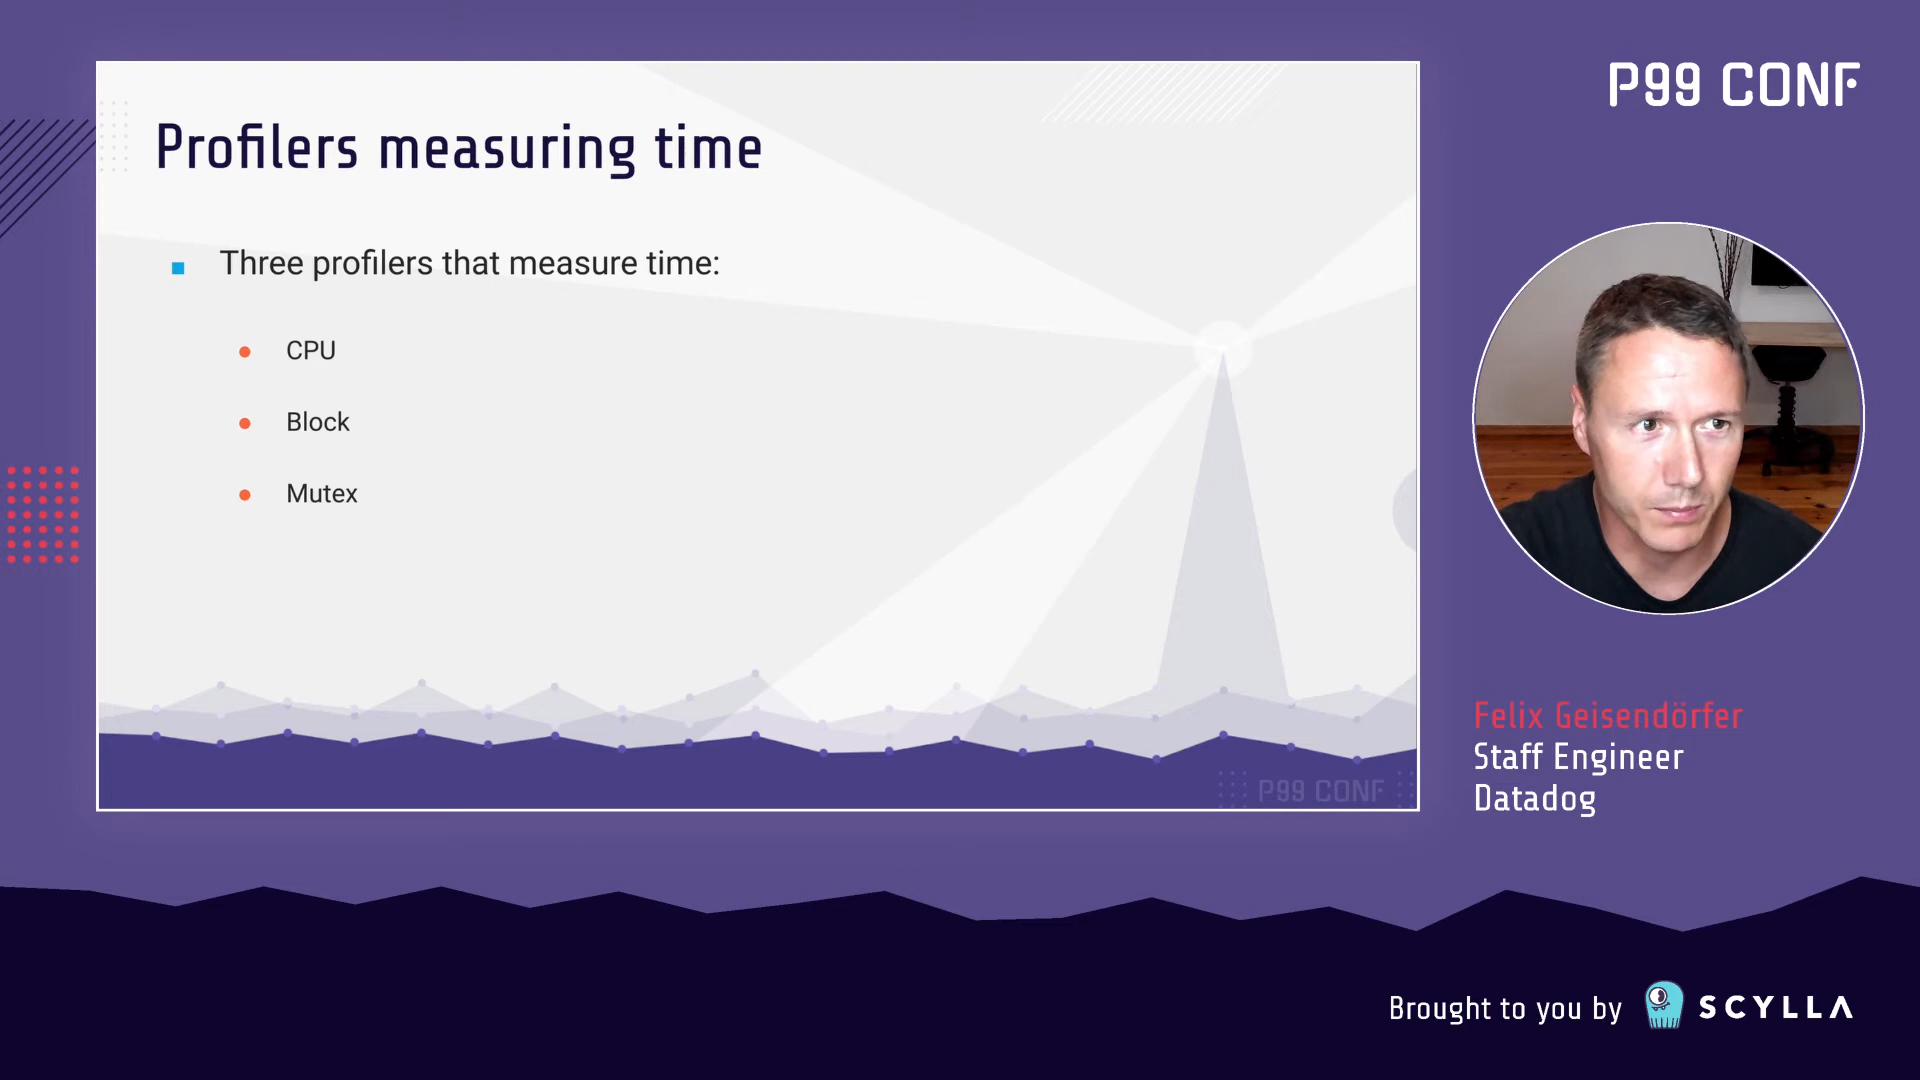 P99 CONF
Profilers measuring time
Three profilers that measure time:
CPU
Block
Mutex
P99 CONF
Felix Geisendörfer
Staff Engineer
Datadog
Brought to you by SCYLLA